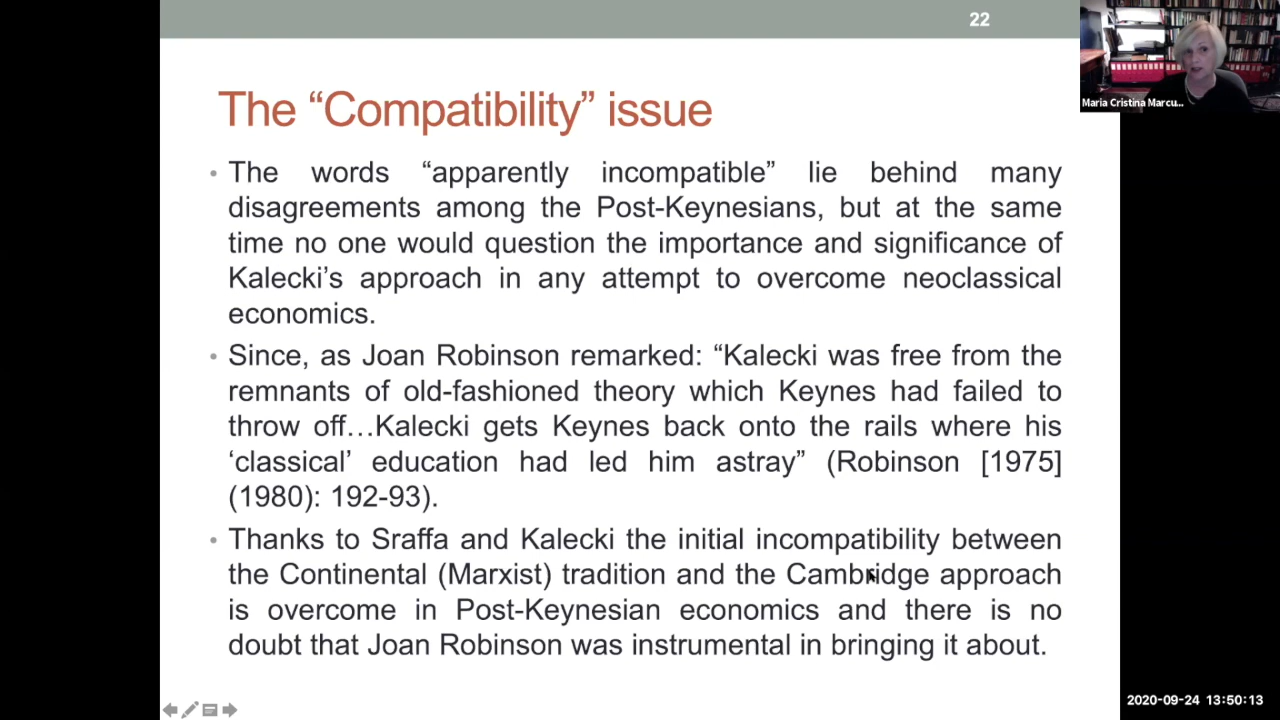 22
Maria Cristina Marcu...
The “Compatibility” issue
• The words “apparently incompatible” lie behind many
disagreements among the Post-Keynesians, but at the same
time no one would question the importance and significance of
Kalecki’s approach in any attempt to overcome neoclassical
economics.
• Since, as Joan Robinson remarked: “Kalecki was free from the
remnants of old-fashioned theory which Keynes had failed to
throw off…Kalecki gets Keynes back onto the rails where his
‘classical’ education had led him astray” (Robinson [1975]
(1980): 192-93).
• Thanks to Sraffa and Kalecki the initial incompatibility between
the Continental (Marxist) tradition and the Cambridge approach
is overcome in Post-Keynesian economics and there is no
doubt that Joan Robinson was instrumental in bringing it about.
2020-09-24 13:50:13